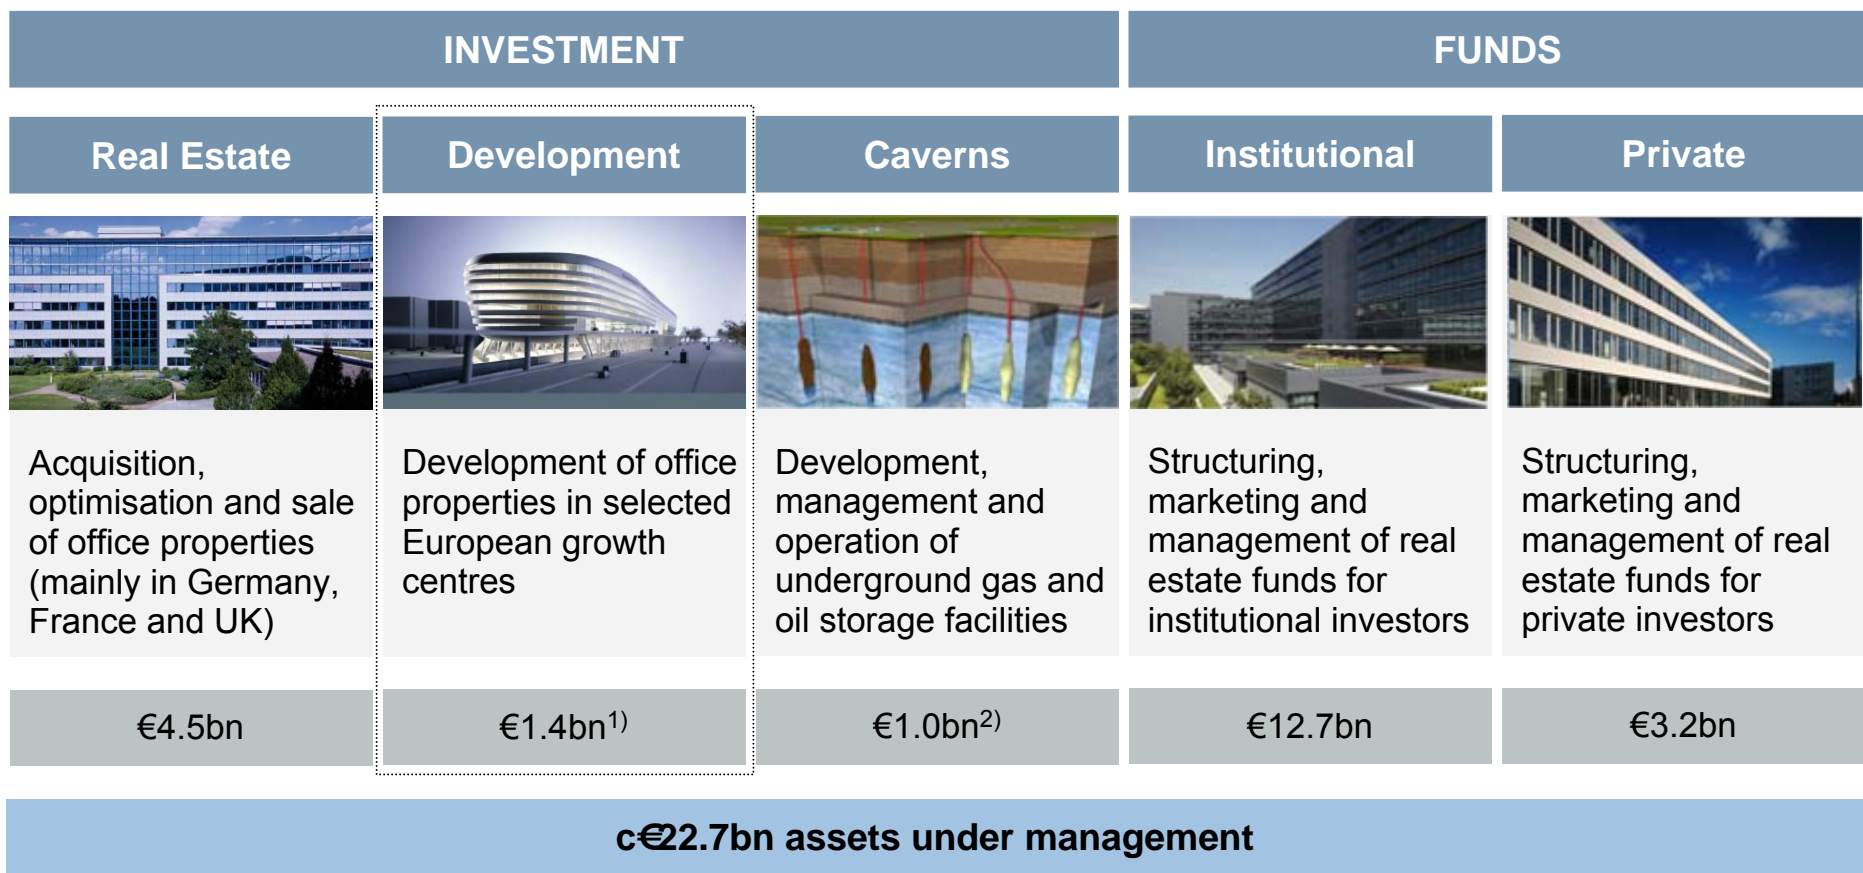 INVESTMENT
FUNDS
Real Estate
Development
Caverns
Institutional
Private
Acquisition,
optimisation and sale
of office properties
(mainly in Germany,
France and UK)
Development of office
properties in selected
European growth
centres
Development,
management and
operation of
underground gas and
oil storage facilities
Structuring,
marketing and
management of real
estate funds for
institutional investors
Structuring,
marketing and
management of real
estate funds for
private investors
€4.5bn
€1.4bn1)
€1.0bn2)
€12.7bn
€3.2bn
c€22.7bn assets under management